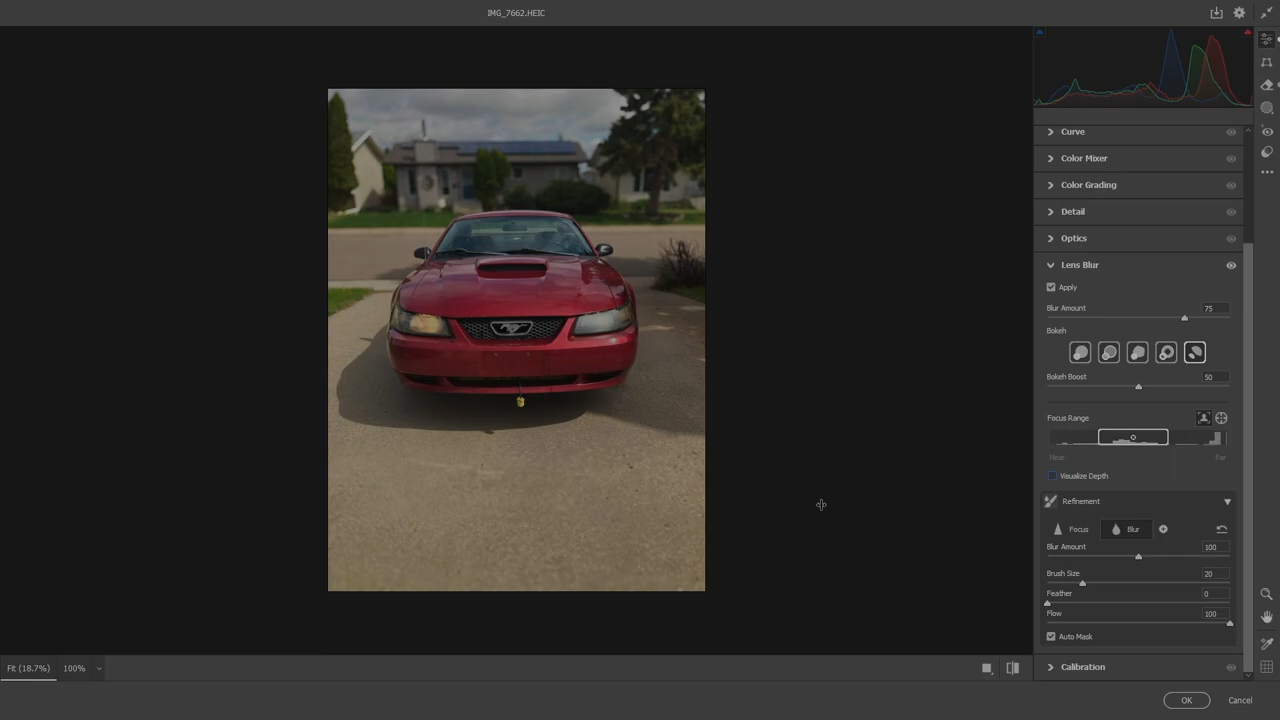 IMG_7662.HEIC
Curve
Color Mixer
Color Grading
Detail
Optics
Lens Blur
Apply
Blur Amount 75
Bokeh
Bokeh Boost 50
Focus Range
Near Far
Visualize Depth
Refinement
Focus Blur
Blur Amount 100
Brush Size 20
Feather 0
Flow 100
Auto Mask
Calibration
Fit (18.7%) 100%
OK Cancel